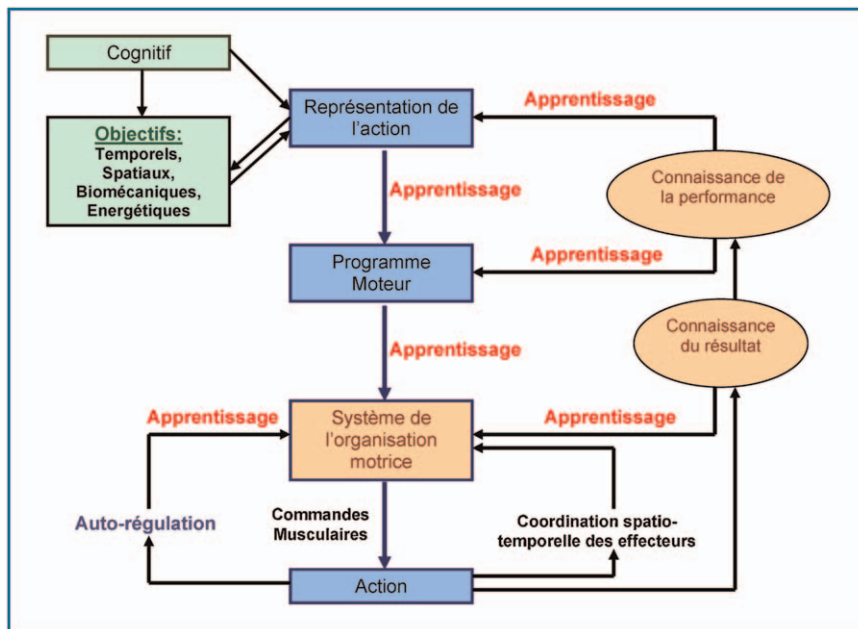 Cognitif
Objectifs:
Temporels,
Spatiaux,
Biomécaniques,
Energétiques
Représentation de
l'action
Apprentissage
Connaissance de
la performance
Apprentissage
Apprentissage
Programme
Moteur
Connaissance
du résultat
Apprentissage
Apprentissage
Système de
l'organisation
motrice
Apprentissage
Auto-régulation
Commandes
Musculaires
Coordination spatio-
temporelle des effecteurs
Action